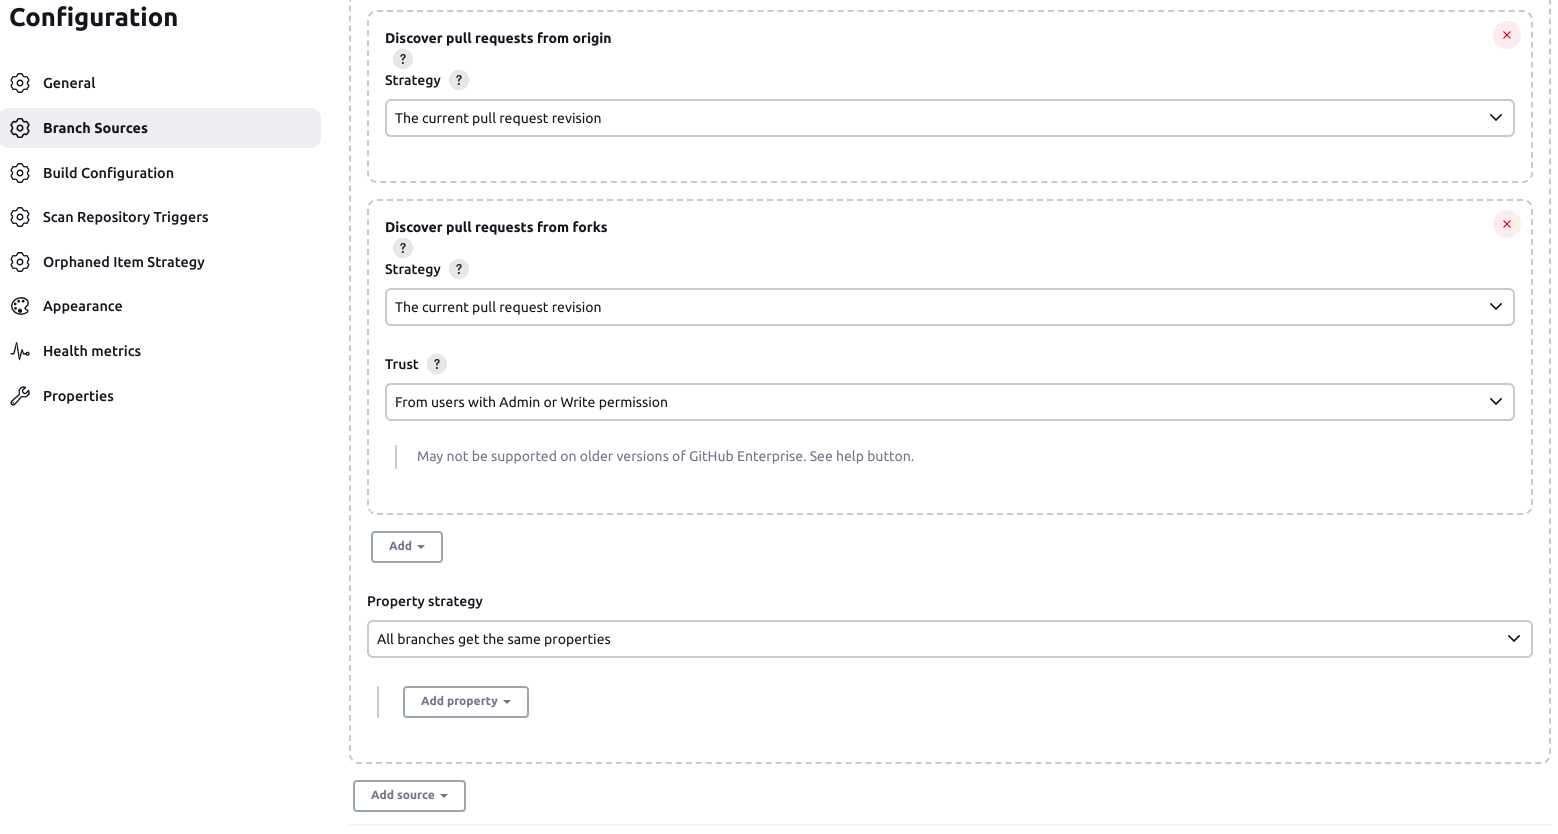 Configuration
General
Branch Sources
Build Configuration
Scan Repository Triggers
Orphaned Item Strategy
Appearance
Health metrics
Properties
Discover pull requests from origin
?
Strategy ?
The current pull request revision
Discover pull requests from forks
?
Strategy ?
The current pull request revision
Trust ?
From users with Admin or Write permission
May not be supported on older versions of GitHub Enterprise. See help button.
Add
Property strategy
All branches get the same properties
Add property
Add source